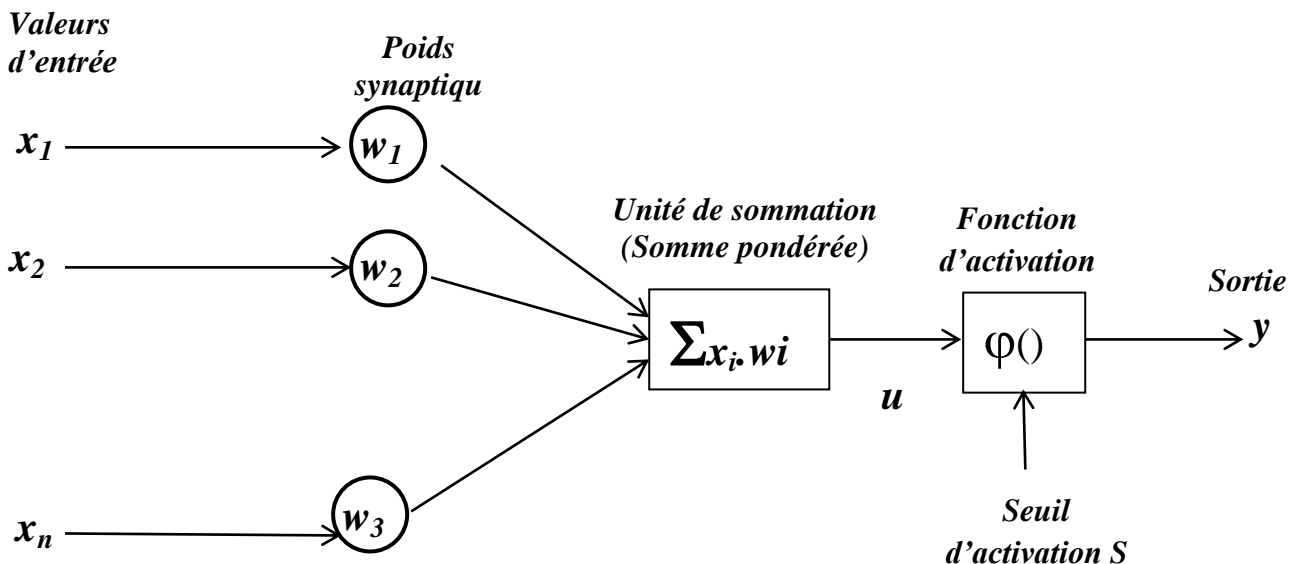 Valeurs
d’entrée
Poids
synaptiqu
x1
w1
x2
w2
xn
w3
Unité de sommation
(Somme pondérée)
∑xi.wi
u
Fonction
d’activation
φ()
Sortie
y
Seuil
d’activation S